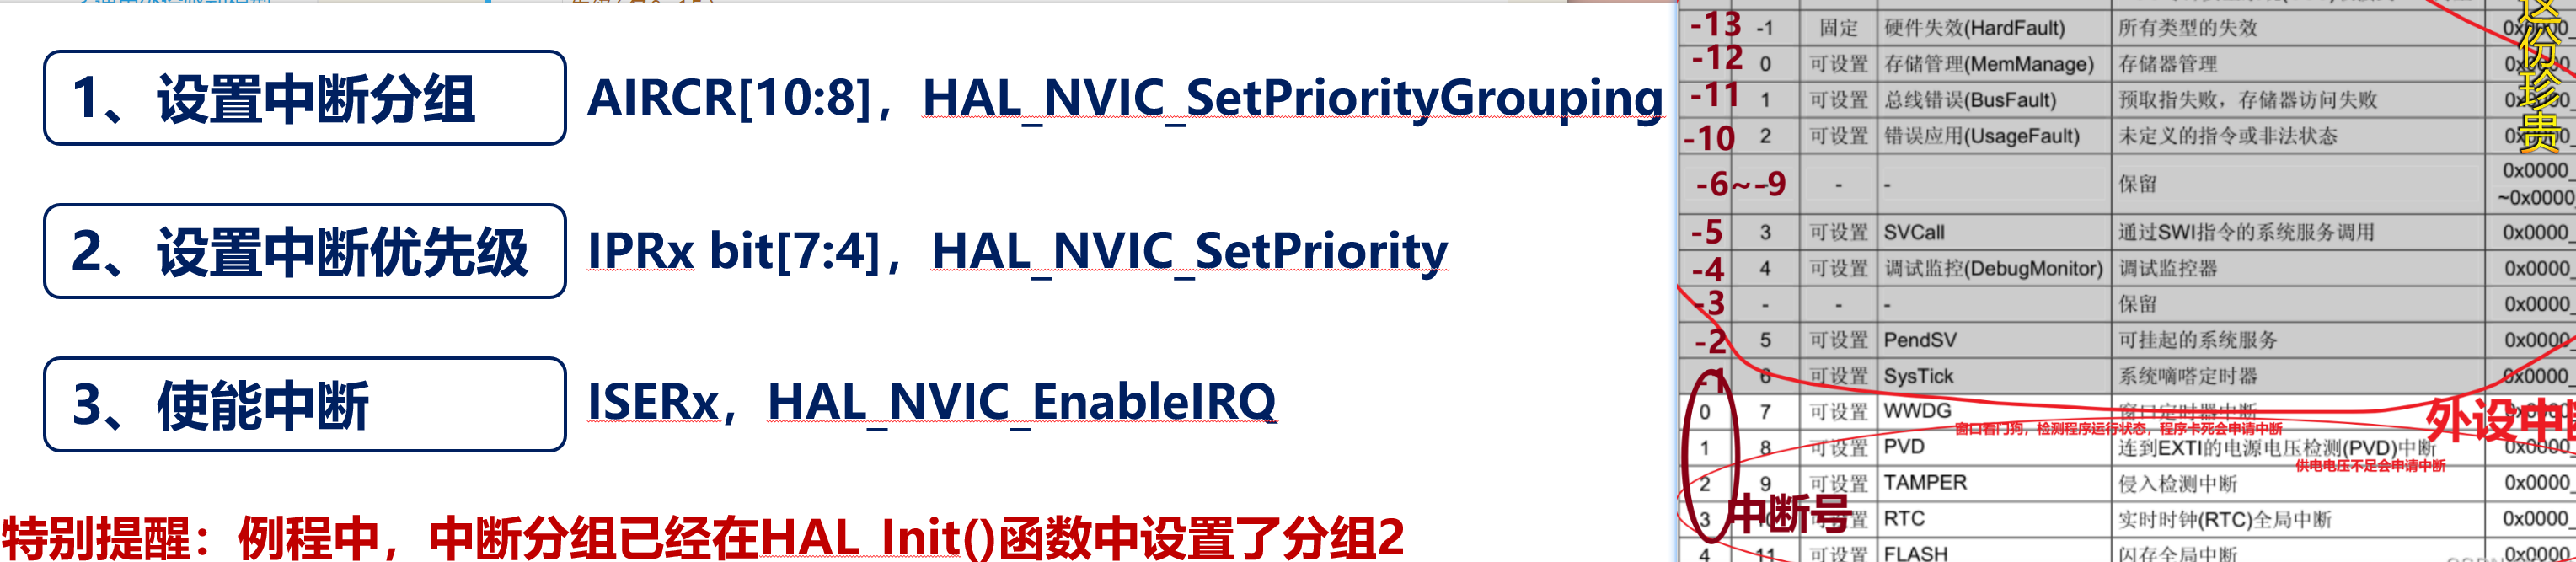 1、设置中断分组 AIRCR[10:8]，HAL_NVIC_SetPriorityGrouping
2、设置中断优先级 IPRx bit[7:4]，HAL_NVIC_SetPriority
3、使能中断 ISERx，HAL_NVIC_EnableIRQ
特别提醒：例程中，中断分组已经在HAL_Init()函数中设置了分组2
这份珍贵
-13 -1 固定 硬件失效(HardFault) 所有类型的失效
-12 0 可设置 存储管理(MemManage) 存储器管理
-11 1 可设置 总线错误(BusFault) 预取指失败，存储器访问失败
-10 2 可设置 错误应用(UsageFault) 未定义的指令或非法状态
-6~-9 - - 保留 0x0000_
~0x0000_
-5 3 可设置 SVCall 通过SWI指令的系统服务调用 0x0000_
-4 4 可设置 调试监控(DebugMonitor) 调试监控器 0x0000_
-3 - - - 保留 0x0000_
-2 5 可设置 PendSV 可挂起的系统服务 0x0000_
-1 6 可设置 SysTick 系统嘀嗒定时器 0x0000_
0 7 可设置 WWDG 窗口定时器中断
窗口看门狗，检测程序运行状态，程序卡死会申请中断
外设中
1 8 可设置 PVD 连到EXTI的电源电压检测(PVD)中断 0x0000_
供电电压不足会申请中断
2 9 可设置 TAMPER 侵入检测中断 0x0000_
中断号
3 10 可设置 RTC 实时时钟(RTC)全局中断 0x0000_
4 11 可设置 FLASH 闪存全局中断 0x0000_